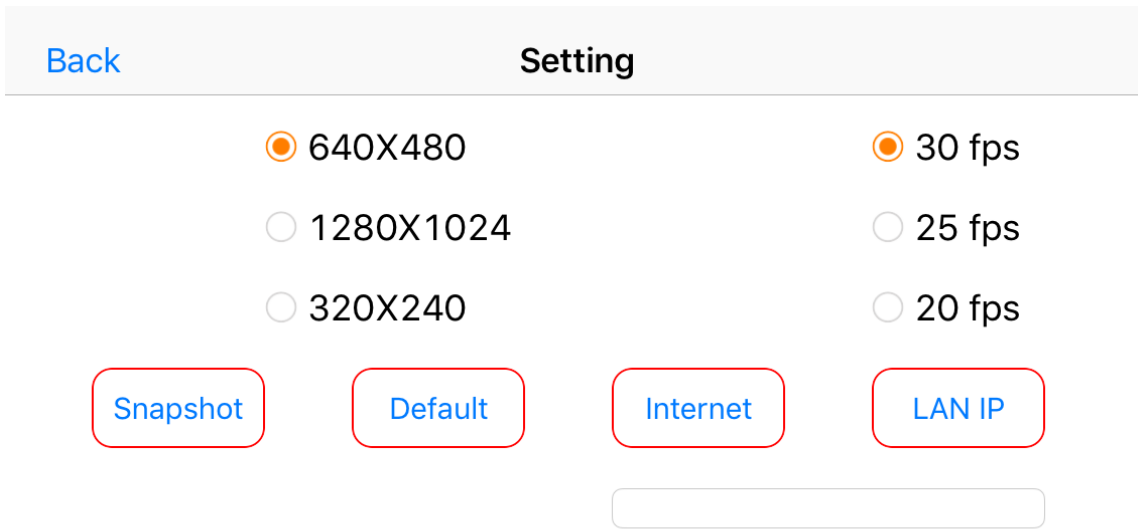 Back Setting
640X480 30 fps
1280X1024 25 fps
320X240 20 fps
Snapshot Default Internet LAN IP